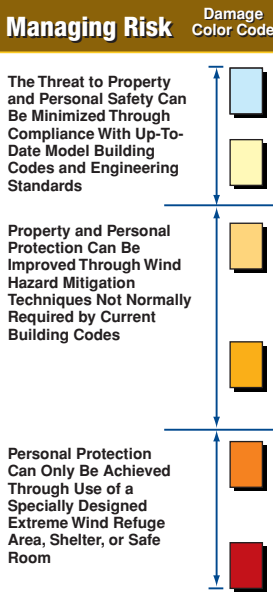 Managing Risk
Damage
Color Code
The Threat to Property
and Personal Safety Can
Be Minimized Through
Compliance With Up-To-
Date Model Building
Codes and Engineering
Standards
Property and Personal
Protection Can Be
Improved Through Wind
Hazard Mitigation
Techniques Not Normally
Required by Current
Building Codes
Personal Protection
Can Only Be Achieved
Through Use of a
Specially Designed
Extreme Wind Refuge
Area, Shelter, or Safe
Room